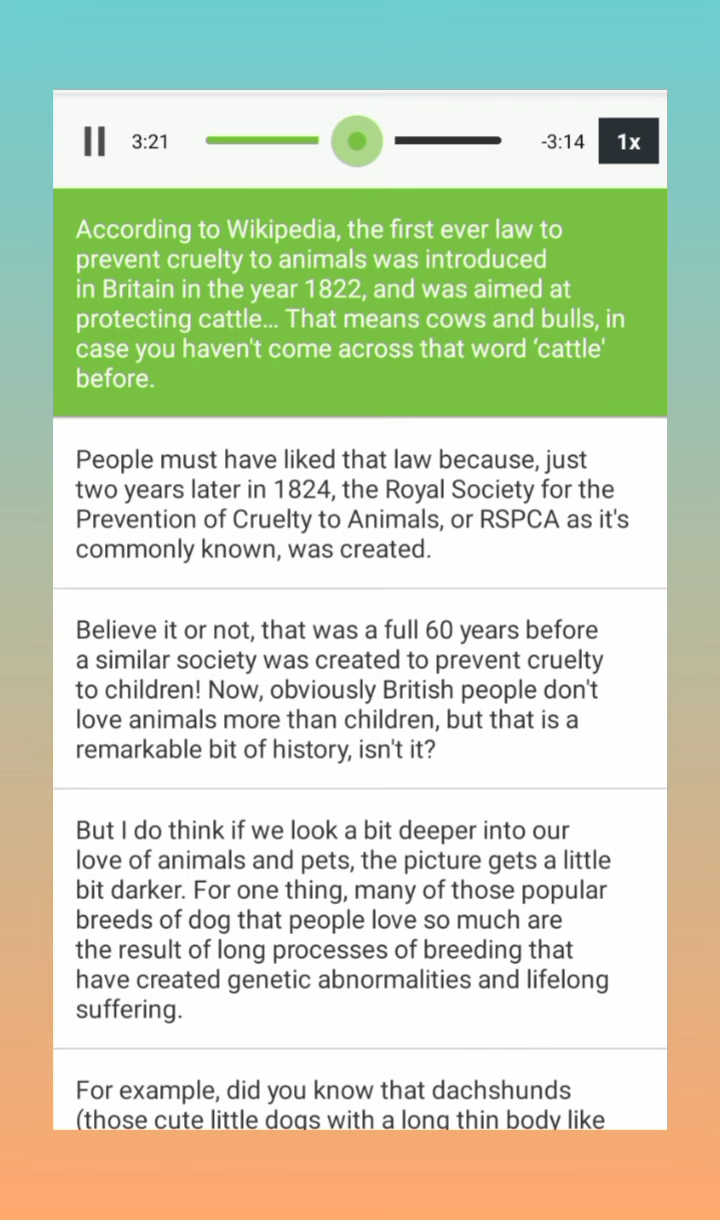 3:21
-3:14
1x
According to Wikipedia, the first ever law to
prevent cruelty to animals was introduced
in Britain in the year 1822, and was aimed at
protecting cattle… That means cows and bulls, in
case you haven't come across that word ‘cattle'
before.
People must have liked that law because, just
two years later in 1824, the Royal Society for the
Prevention of Cruelty to Animals, or RSPCA as it's
commonly known, was created.
Believe it or not, that was a full 60 years before
a similar society was created to prevent cruelty
to children! Now, obviously British people don't
love animals more than children, but that is a
remarkable bit of history, isn't it?
But I do think if we look a bit deeper into our
love of animals and pets, the picture gets a little
bit darker. For one thing, many of those popular
breeds of dog that people love so much are
the result of long processes of breeding that
have created genetic abnormalities and lifelong
suffering.
For example, did you know that dachshunds
(those cute little dogs with a long thin body like